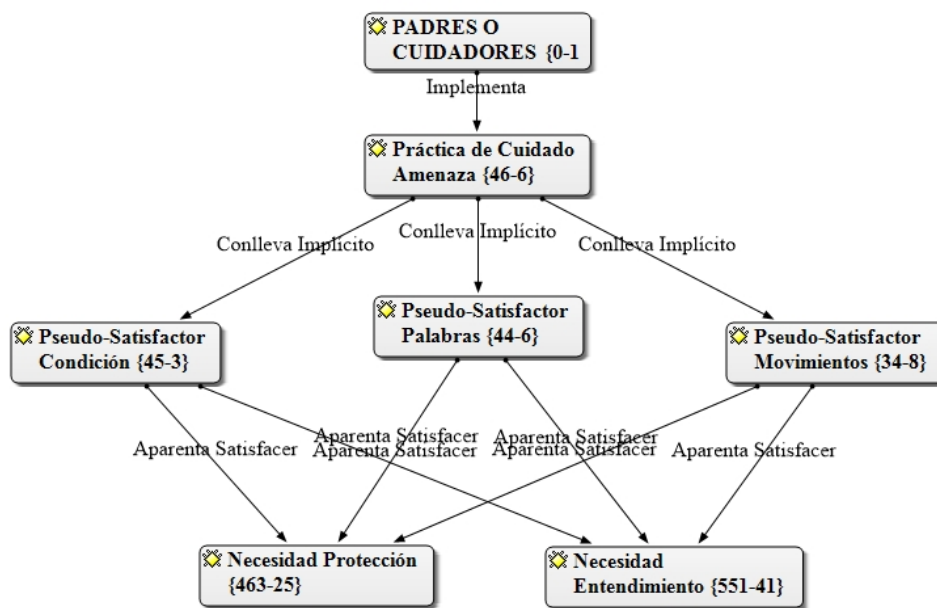 PADRES O
CUIDADORES {0-1
Implementa
Práctica de Cuidado
Amenaza {46-6}
Conlleva Implícito
Conlleva Implícito
Conlleva Implícito
Pseudo-Satisfactor
Condición {45-3}
Pseudo-Satisfactor
Palabras {44-6}
Pseudo-Satisfactor
Movimientos {34-8}
Aparenta Satisfacer
Aparenta Satisfacer
Aparenta Satisfacer
Aparenta Satisfacer
Aparenta Satisfacer
Aparenta Satisfacer
Necesidad Protección
{463-25}
Necesidad
Entendimiento {551-41}